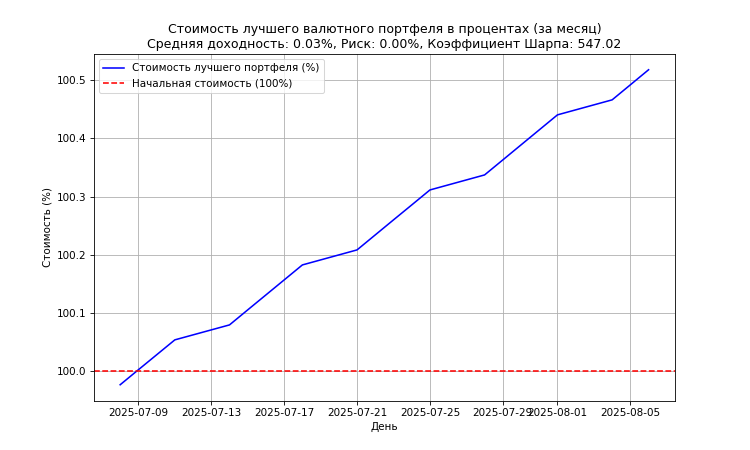 Стоимость лучшего валютного портфеля в процентах (за месяц)
Средняя доходность: 0.03%, Риск: 0.00%, Коэффициент Шарпа: 547.02
Стоимость лучшего портфеля (%)
Начальная стоимость (100%)
Стоимость (%)
100.5
100.4
100.3
100.2
100.1
100.0
2025-07-09 2025-07-13 2025-07-17 2025-07-21 2025-07-25 2025-07-29 2025-08-01 2025-08-05
День